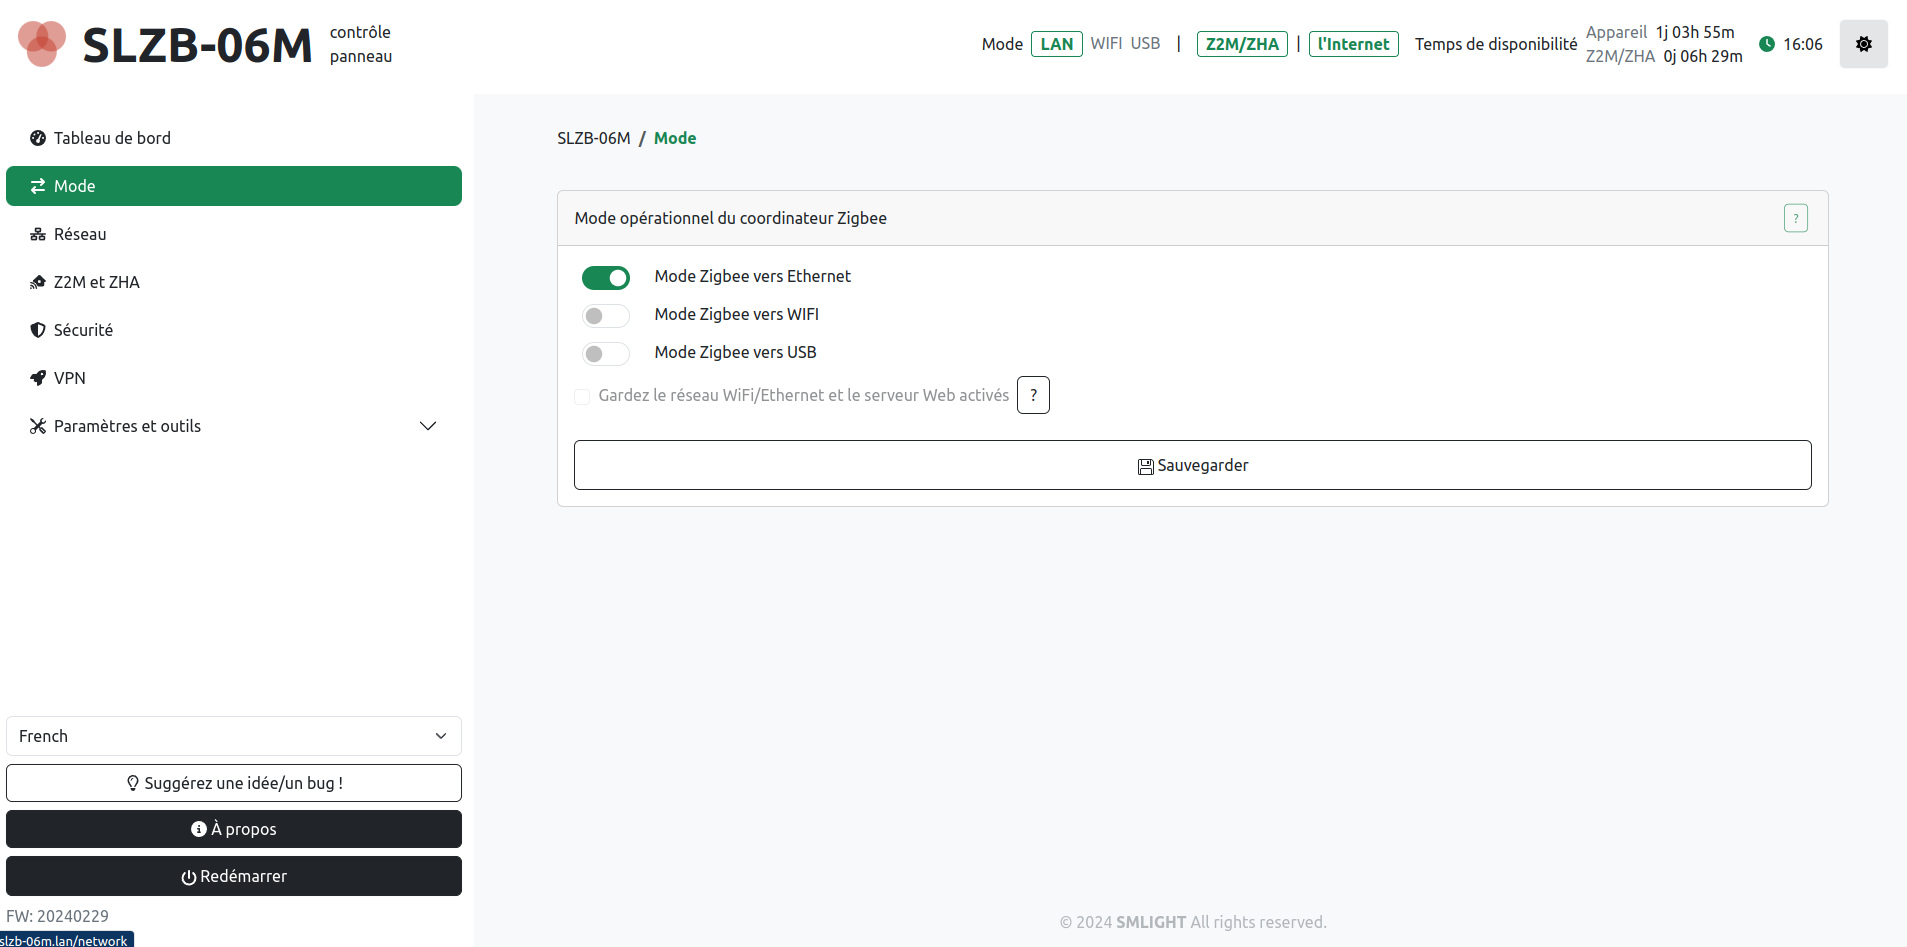 SLZB-06M
contrôle
panneau
Mode LAN WIFI USB | Z2M/ZHA | l'Internet Temps de disponibilité
Appareil 1j 03h 55m
Z2M/ZHA 0j 06h 29m
16:06
Tableau de bord
Mode
Réseau
Z2M et ZHA
Sécurité
VPN
Paramètres et outils
SLZB-06M / Mode
Mode opérationnel du coordinateur Zigbee ?
Mode Zigbee vers Ethernet
Mode Zigbee vers WIFI
Mode Zigbee vers USB
Gardez le réseau WiFi/Ethernet et le serveur Web activés ?
Sauvegarder
French
Suggérez une idée/un bug !
À propos
Redémarrer
FW: 20240229
slzb-06m.lan/network
© 2024 SMLIGHT All rights reserved.